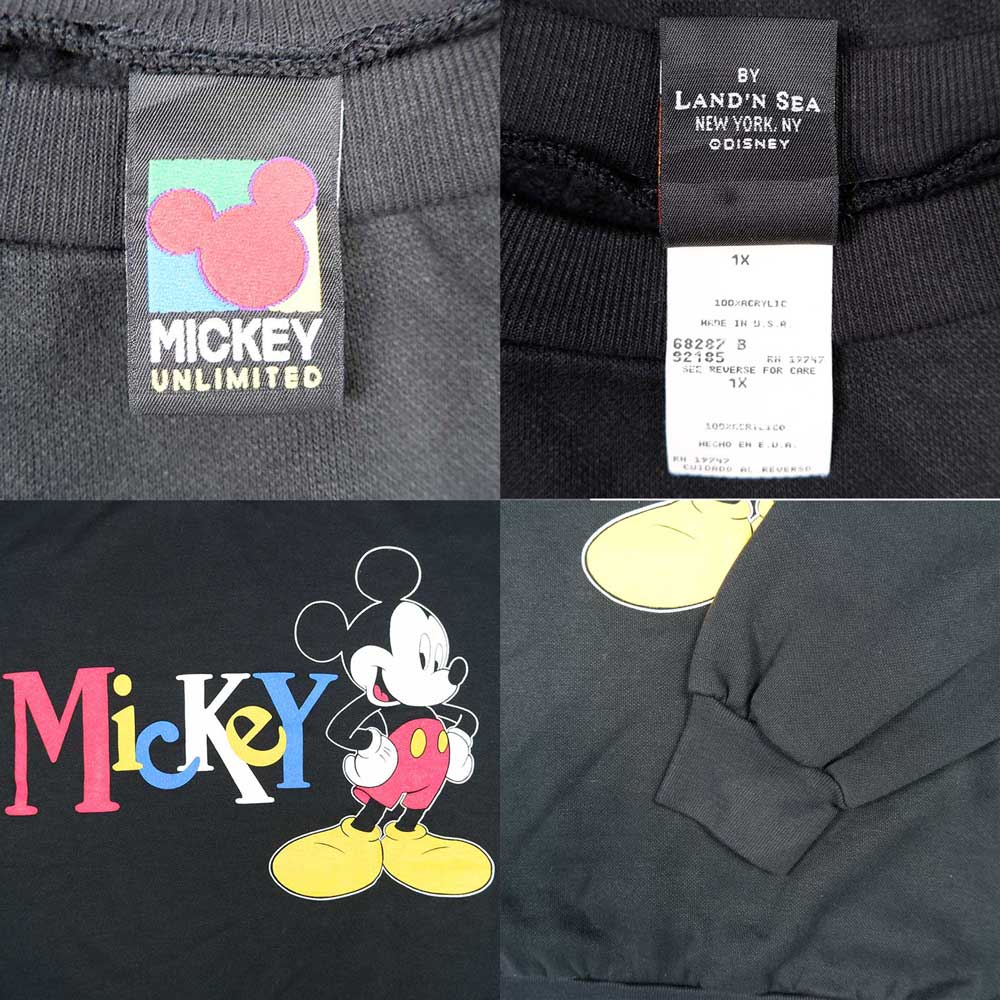 MICKEY
UNLIMITED
BY
LAND'N SEA
NEW YORK, NY
©DISNEY
1X
100%ACRYLIC
MADE IN U.S.A.
68287 B
92185 RN 19747
SEE REVERSE FOR CARE
1X
100%ACRILICO
HECHO EN E.U.A.
RN 19747
CUIDADO AL REVERSO
MicKeY